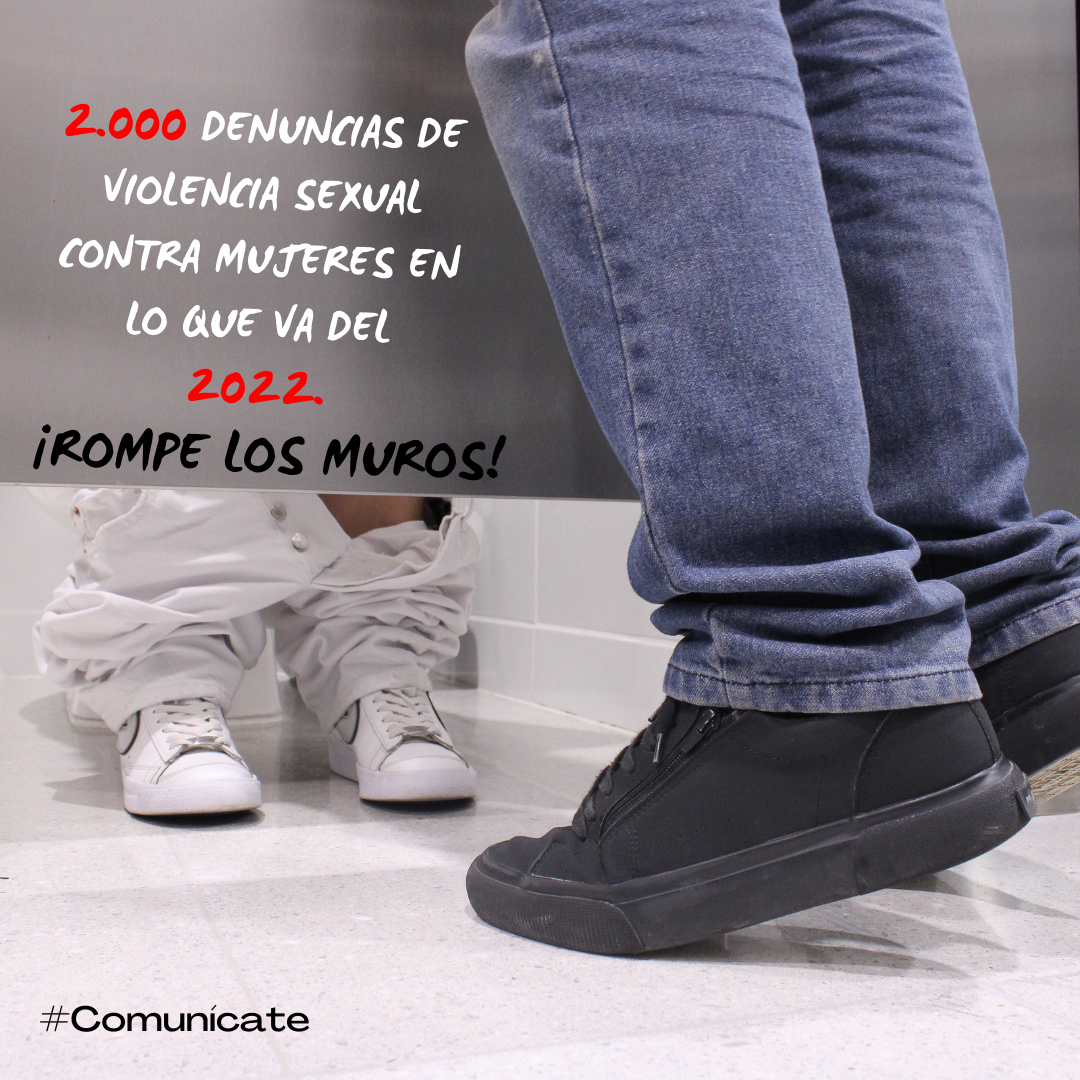 2.000 DENUNCIAS DE
VIOLENCIA SEXUAL
CONTRA MUJERES EN
LO QUE VA DEL
2022.
¡ROMPE LOS MUROS!
#Comunícate